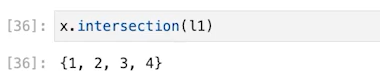 [36]: x.intersection(l1)
[36]: {1, 2, 3, 4}